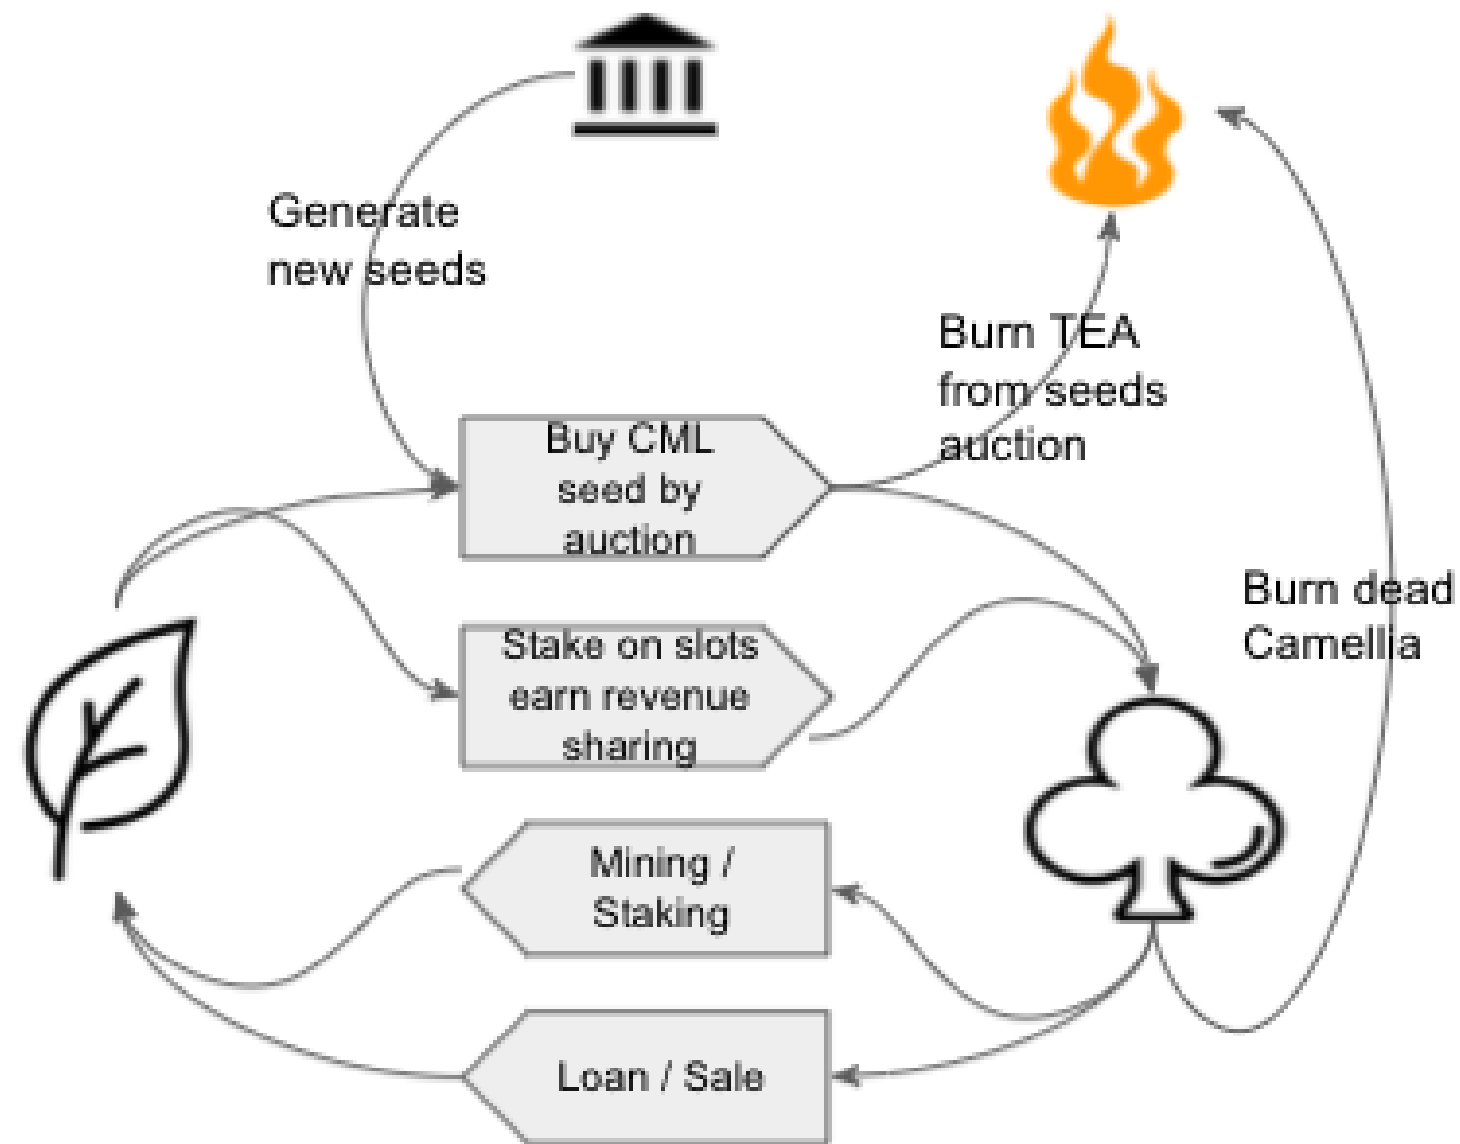 Generate
new seeds
Burn TEA
from seeds
auction
Buy CML
seed by
auction
Burn dead
Camellia
Stake on slots
earn revenue
sharing
Mining /
Staking
Loan / Sale